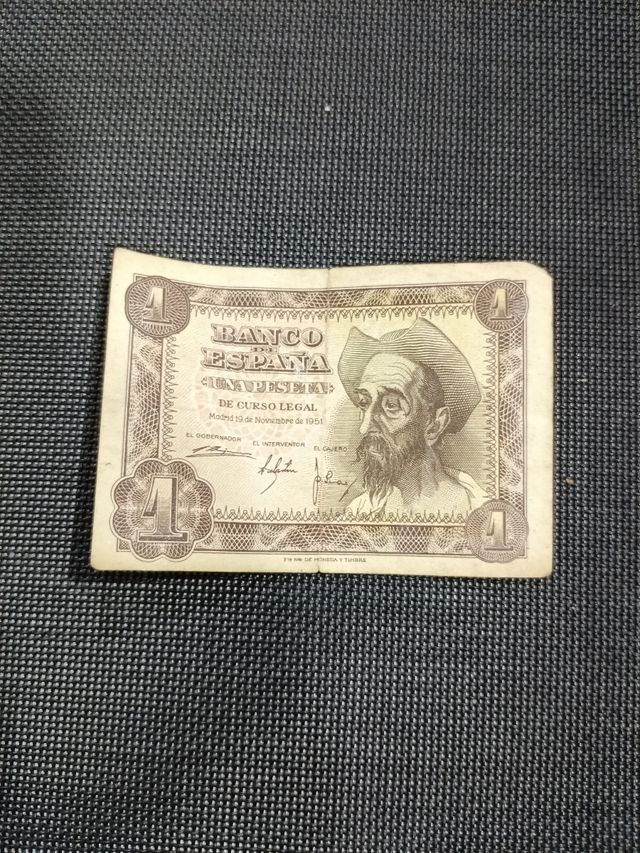 1
1
BANCO
DE
ESPAÑA
UNA PESETA
DE CURSO LEGAL
Madrid 19 de Noviembre de 1951
EL GOBERNADOR EL INTERVENTOR EL CAJERO
1
1
DE MONEDA Y TIMBRE